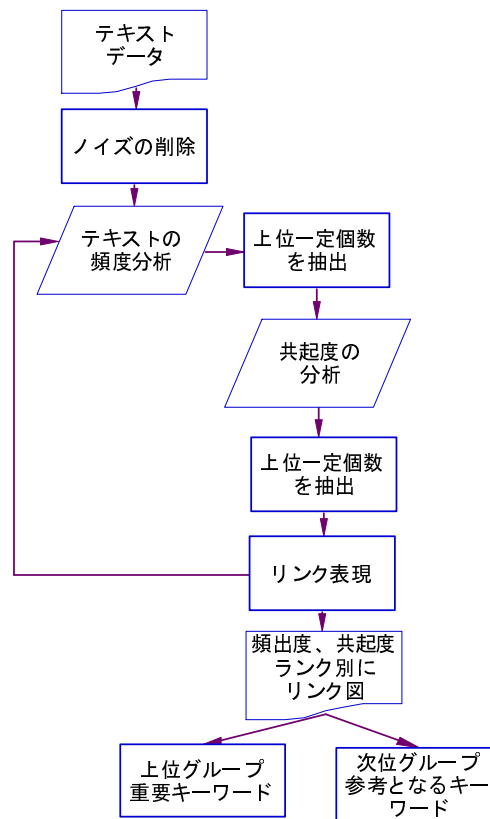 テキスト
データ
ノイズの削除
テキストの
頻度分析
上位一定個数
を抽出
共起度の
分析
上位一定個数
を抽出
リンク表現
頻出度、共起度
ランク別に
リンク図
上位グループ
重要キーワード
次位グループ
参考となるキー
ワード